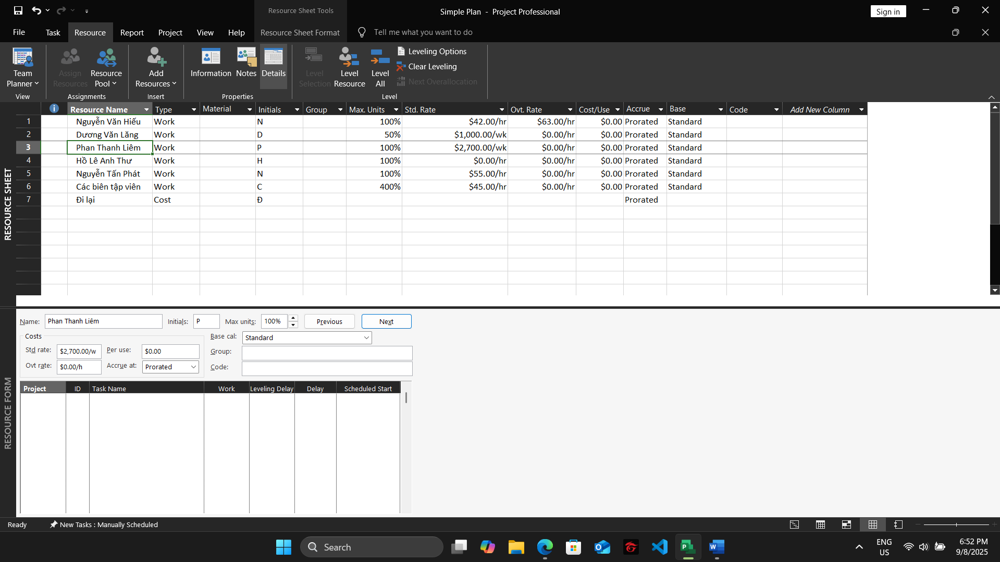 Resource Sheet Tools
Simple Plan - Project Professional
Sign in
File Task Resource Report Project View Help Resource Sheet Format Tell me what you want to do
Team Planner
Assign Resources
Resource Pool
Add Resources
Information
Notes
Details
Level Selection
Level Resource
Level All
Leveling Options
Clear Leveling
Next Overallocation
View Assignments Insert Properties Level
Resource Name Type Material Initials Group Max. Units Std. Rate Ovt. Rate Cost/Use Accrue Base Code Add New Column
1 Nguyễn Văn Hiếu Work N 100% $42.00/hr $63.00/hr $0.00 Prorated Standard
2 Dương Văn Lăng Work D 50% $1,000.00/wk $0.00/hr $0.00 Prorated Standard
3 Phan Thanh Liêm Work P 100% $2,700.00/wk $0.00/hr $0.00 Prorated Standard
4 Hồ Lê Anh Thư Work H 100% $0.00/hr $0.00/hr $0.00 Prorated Standard
5 Nguyễn Tấn Phát Work N 100% $55.00/hr $0.00/hr $0.00 Prorated Standard
6 Các biên tập viên Work C 400% $45.00/hr $0.00/hr $0.00 Prorated Standard
7 Đi lại Cost Đ Prorated
RESOURCE SHEET
Name: Phan Thanh Liêm Initials: P Max units: 100% Previous Next
Costs Base cal: Standard
Std rate: $2,700.00/w Per use: $0.00 Group:
Ovt rate: $0.00/h Accrue at: Prorated Code:
Project ID Task Name Work Leveling Delay Delay Scheduled Start
RESOURCE FORM
Ready New Tasks : Manually Scheduled
Search
ENG
US
6:52 PM
9/8/2025